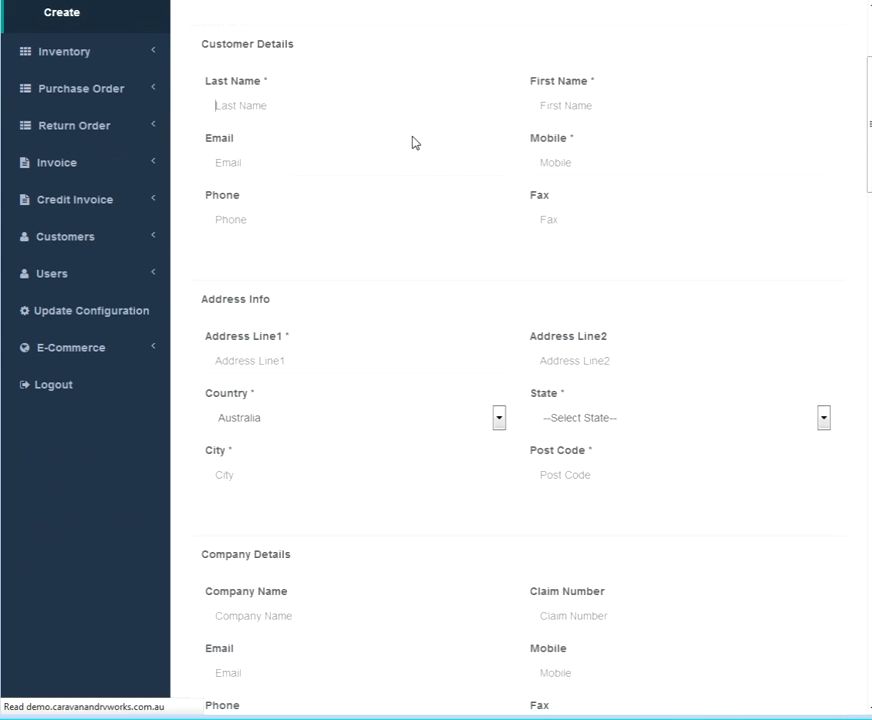 Create
Inventory
Purchase Order
Return Order
Invoice
Credit Invoice
Customers
Users
Update Configuration
E-Commerce
Logout
Customer Details
Last Name * First Name *
Last Name First Name
Email Mobile *
Email Mobile
Phone Fax
Phone Fax
Address Info
Address Line1 * Address Line2
Address Line1 Address Line2
Country * State *
Australia --Select State--
City * Post Code *
City Post Code
Company Details
Company Name Claim Number
Company Name Claim Number
Email Mobile
Email Mobile
Phone Fax
Read demo.caravanandrvworks.com.au